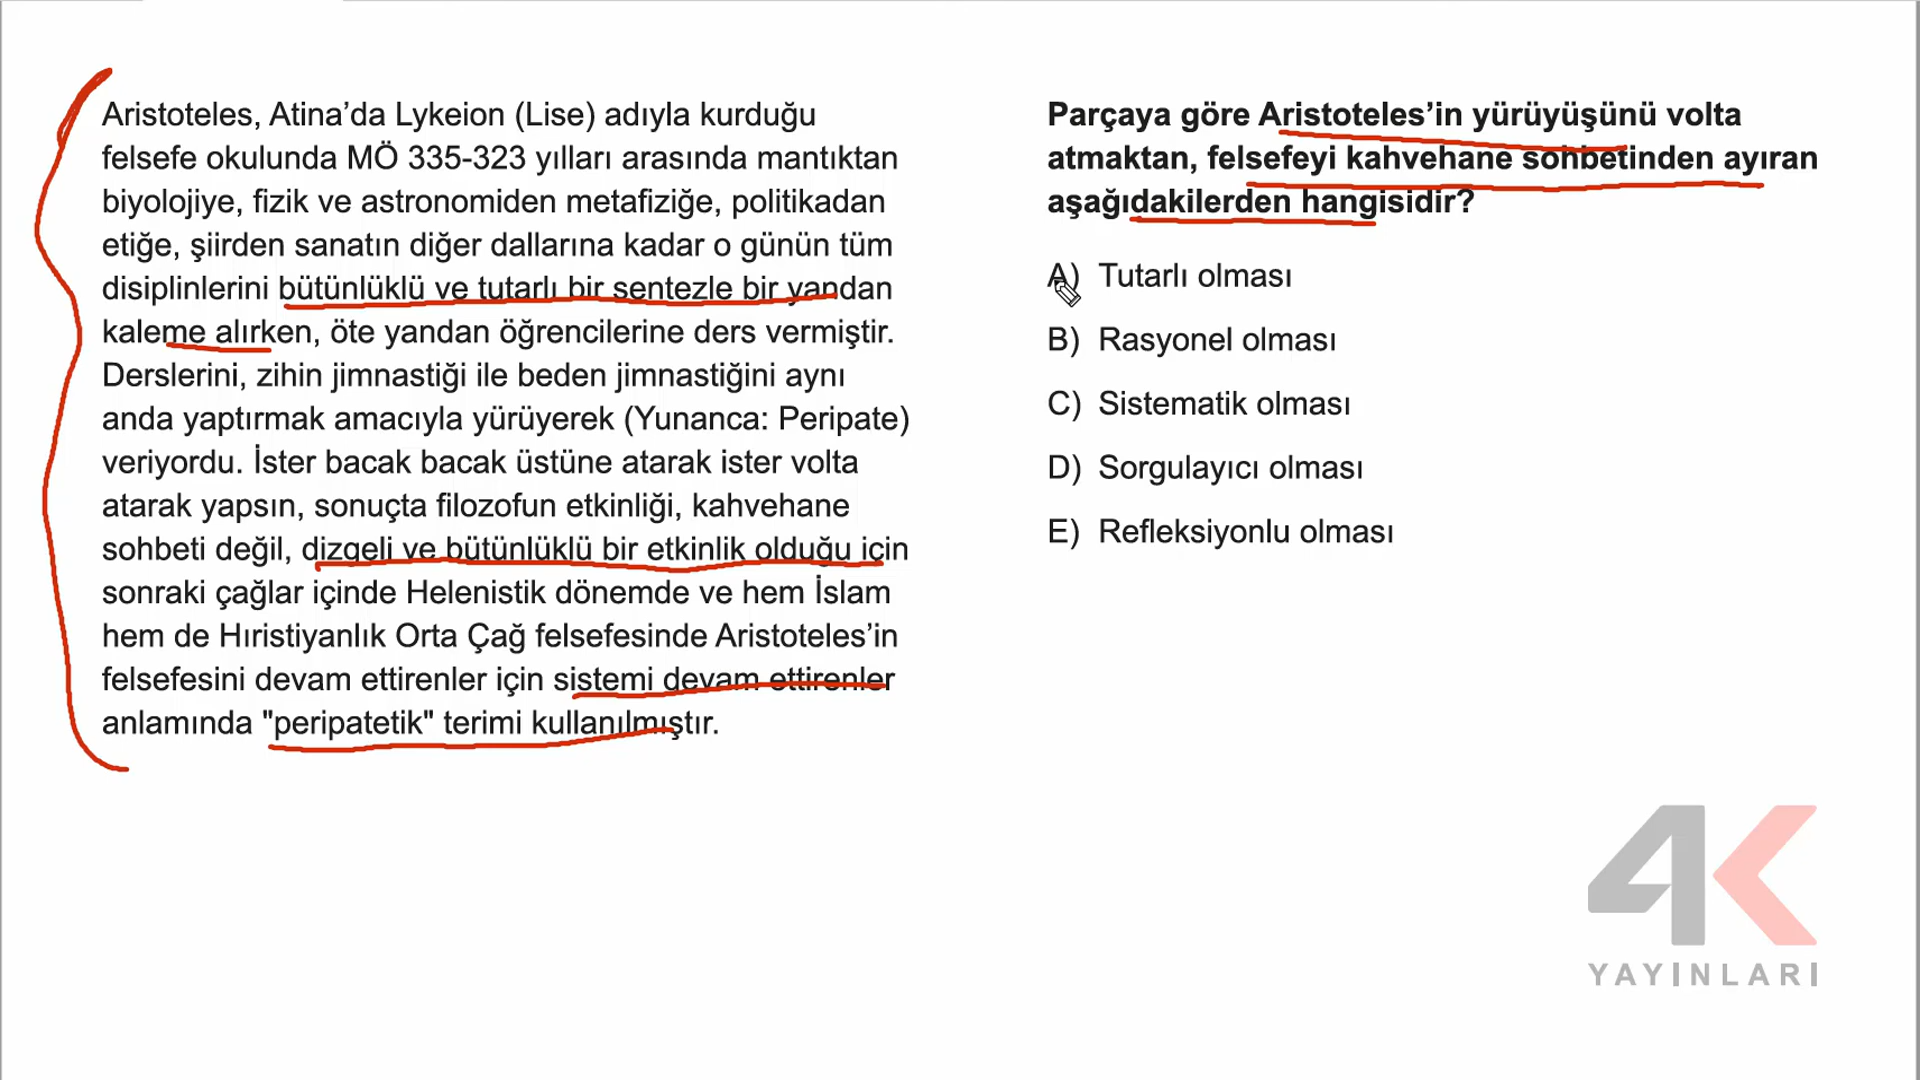 Aristoteles, Atina’da Lykeion (Lise) adıyla kurduğu
felsefe okulunda MÖ 335-323 yılları arasında mantıktan
biyolojiye, fizik ve astronomiden metafiziğe, politikadan
etiğe, şiirden sanatın diğer dallarına kadar o günün tüm
disiplinlerini bütünlüklü ve tutarlı bir sentezle bir yandan
kaleme alırken, öte yandan öğrencilerine ders vermiştir.
Derslerini, zihin jimnastiği ile beden jimnastiğini aynı
anda yaptırmak amacıyla yürüyerek (Yunanca: Peripate)
veriyordu. İster bacak bacak üstüne atarak ister volta
atarak yapsın, sonuçta filozofun etkinliği, kahvehane
sohbeti değil, dizgeli ve bütünlüklü bir etkinlik olduğu için
sonraki çağlar içinde Helenistik dönemde ve hem İslam
hem de Hıristiyanlık Orta Çağ felsefesinde Aristoteles’in
felsefesini devam ettirenler için sistemi devam ettirenler
anlamında "peripatetik" terimi kullanılmıştır.
Parçaya göre Aristoteles’in yürüyüşünü volta
atmaktan, felsefeyi kahvehane sohbetinden ayıran
aşağıdakilerden hangisidir?
A) Tutarlı olması
B) Rasyonel olması
C) Sistematik olması
D) Sorgulayıcı olması
E) Refleksiyonlu olması
4K
YAYINLARI